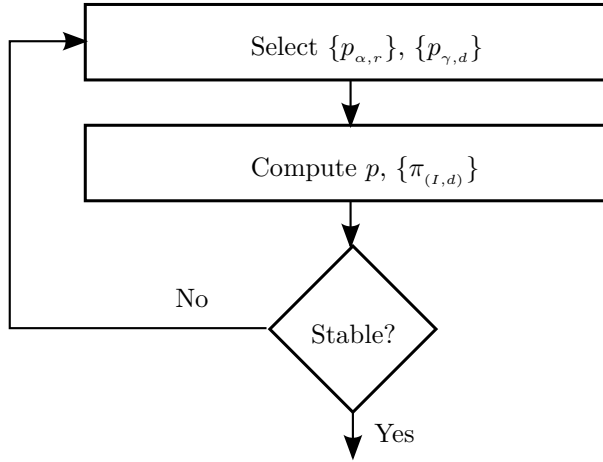 Select {p_{α,r}}, {p_{γ,d}}
Compute p, {π_{(I,d)}}
No
Stable?
Yes